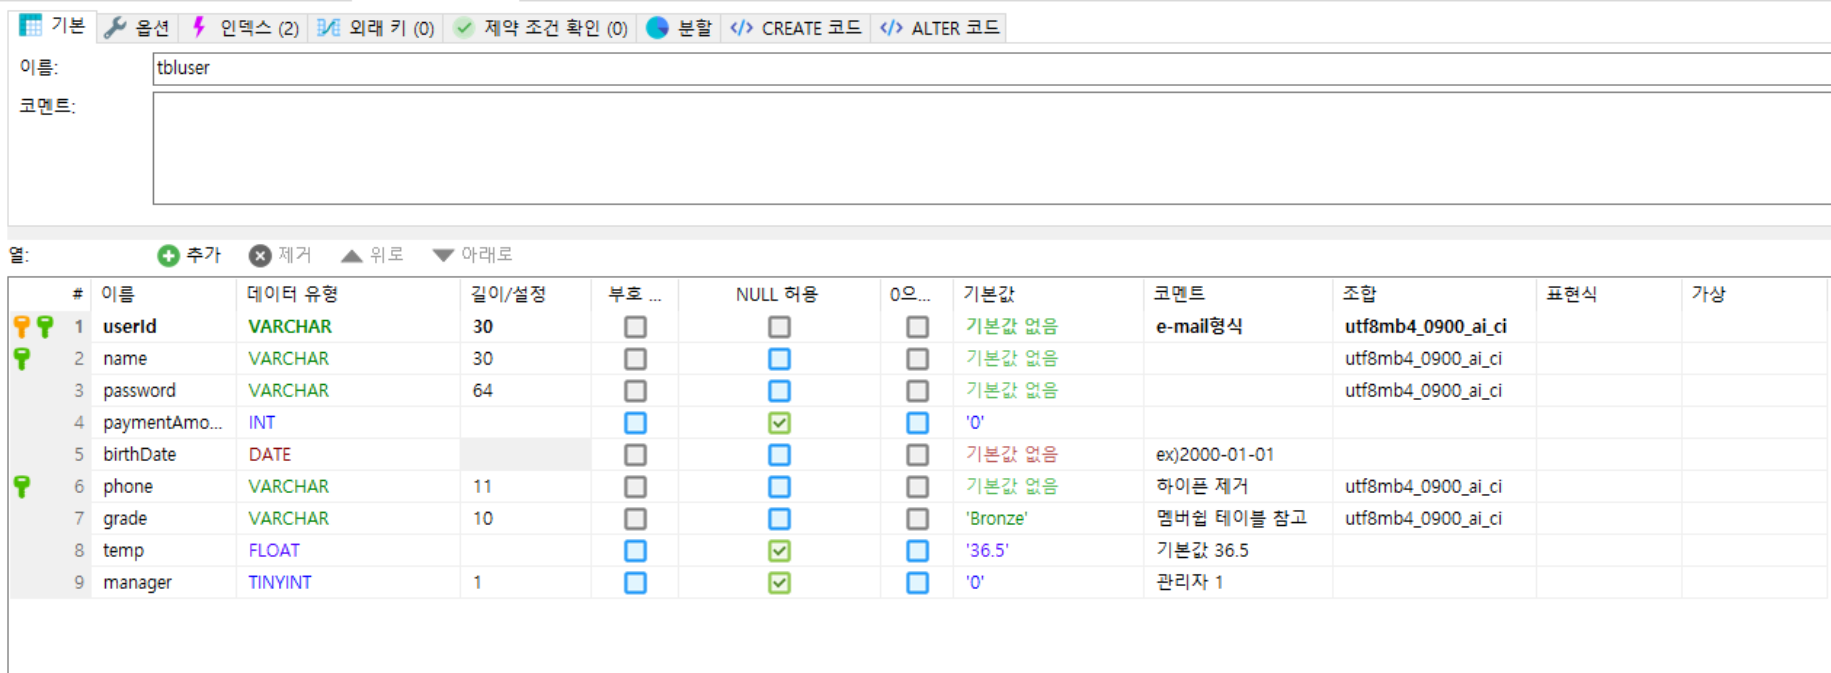 기본 옵션 인덱스 (2) 외래 키 (0) 제약 조건 확인 (0) 분할 </> CREATE 코드 </> ALTER 코드
이름: tbluser
코멘트:
열: 추가 제거 위로 아래로
# 이름 데이터 유형 길이/설정 부호 ... NULL 허용 0으... 기본값 코멘트 조합 표현식 가상
1 userId VARCHAR 30 기본값 없음 e-mail형식 utf8mb4_0900_ai_ci
2 name VARCHAR 30 기본값 없음 utf8mb4_0900_ai_ci
3 password VARCHAR 64 기본값 없음 utf8mb4_0900_ai_ci
4 paymentAmo... INT '0'
5 birthDate DATE 기본값 없음 ex)2000-01-01
6 phone VARCHAR 11 기본값 없음 하이픈 제거 utf8mb4_0900_ai_ci
7 grade VARCHAR 10 'Bronze' 멤버쉽 테이블 참고 utf8mb4_0900_ai_ci
8 temp FLOAT '36.5' 기본값 36.5
9 manager TINYINT 1 '0' 관리자 1